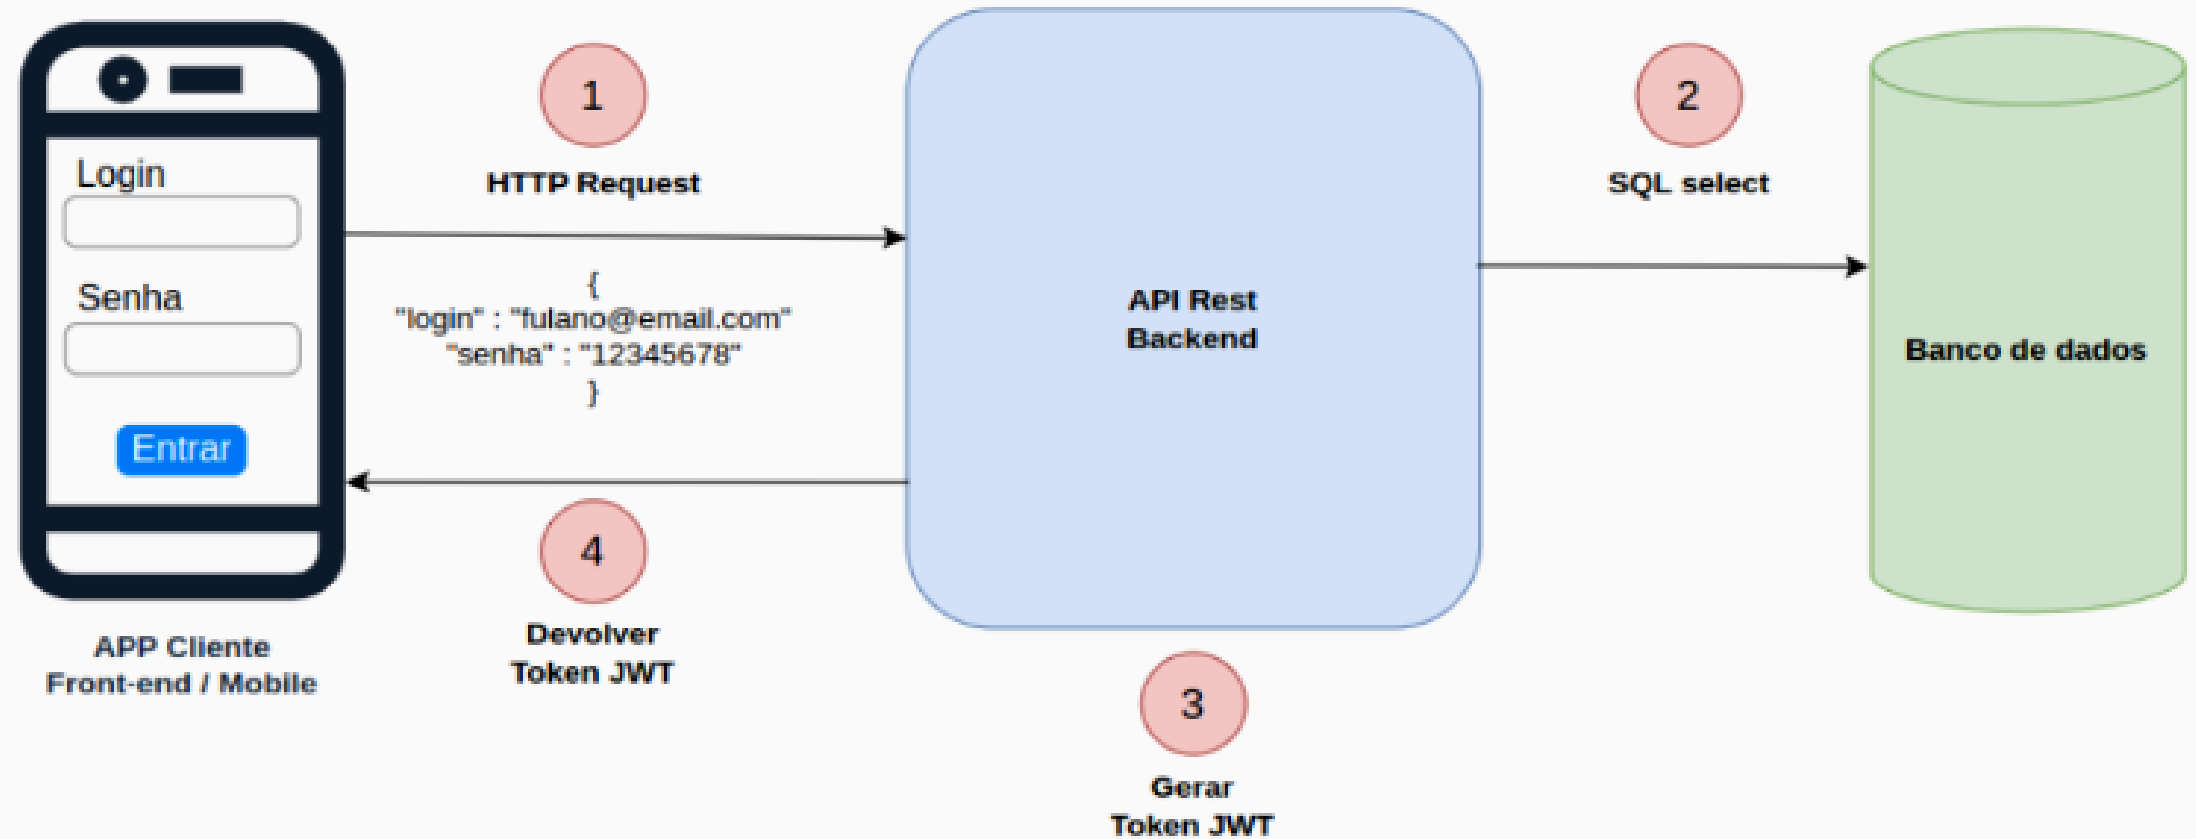 Login
Senha
Entrar
APP Cliente
Front-end / Mobile
1
HTTP Request
{
"login" : "fulano@email.com"
"senha" : "12345678"
}
4
Devolver
Token JWT
API Rest
Backend
3
Gerar
Token JWT
2
SQL select
Banco de dados